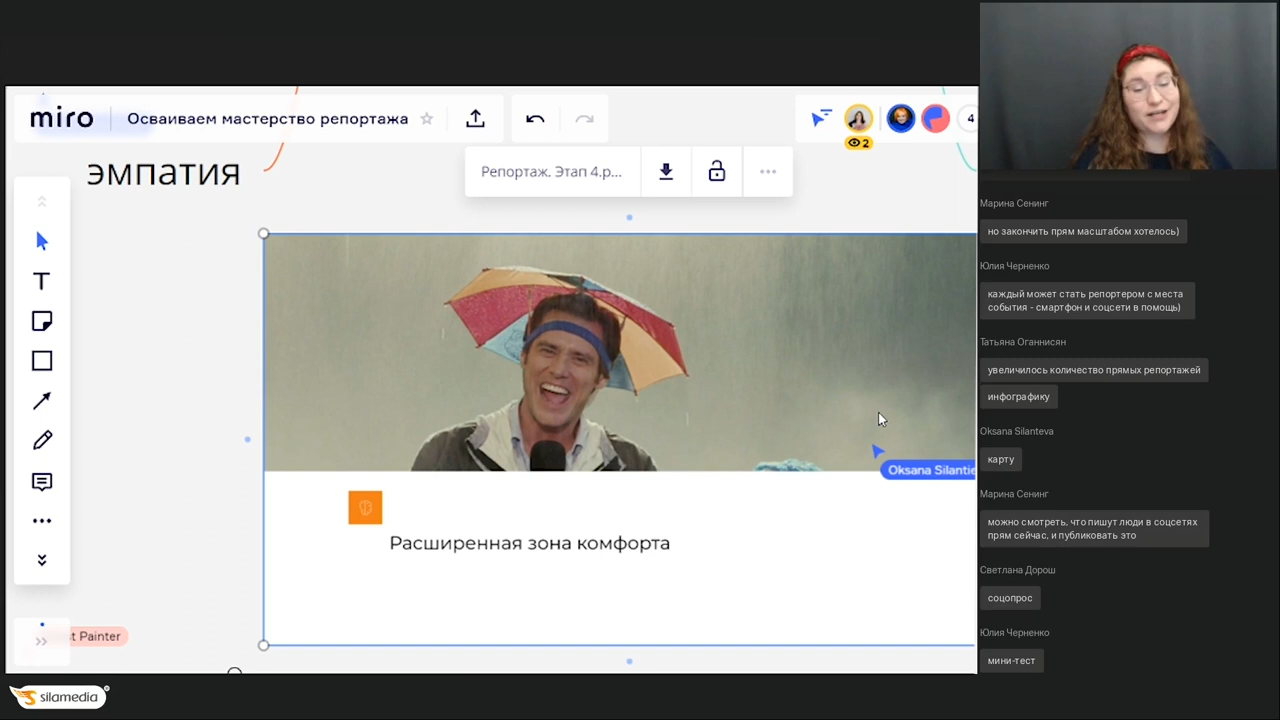 miro
Осваиваем мастерство репортажа
4
2
эмпатия
Репортаж. Этап 4.p...
T
Oksana Silantie
Расширенная зона комфорта
t Painter
silamedia
Марина Сенинг
но закончить прям масштабом хотелось)
Юлия Черненко
каждый может стать репортером с места
события - смартфон и соцсети в помощь)
Татьяна Оганнисян
увеличилось количество прямых репортажей
инфографику
Oksana Silanteva
карту
Марина Сенинг
можно смотреть, что пишут люди в соцсетях
прям сейчас, и публиковать это
Светлана Дорош
соцопрос
Юлия Черненко
мини-тест